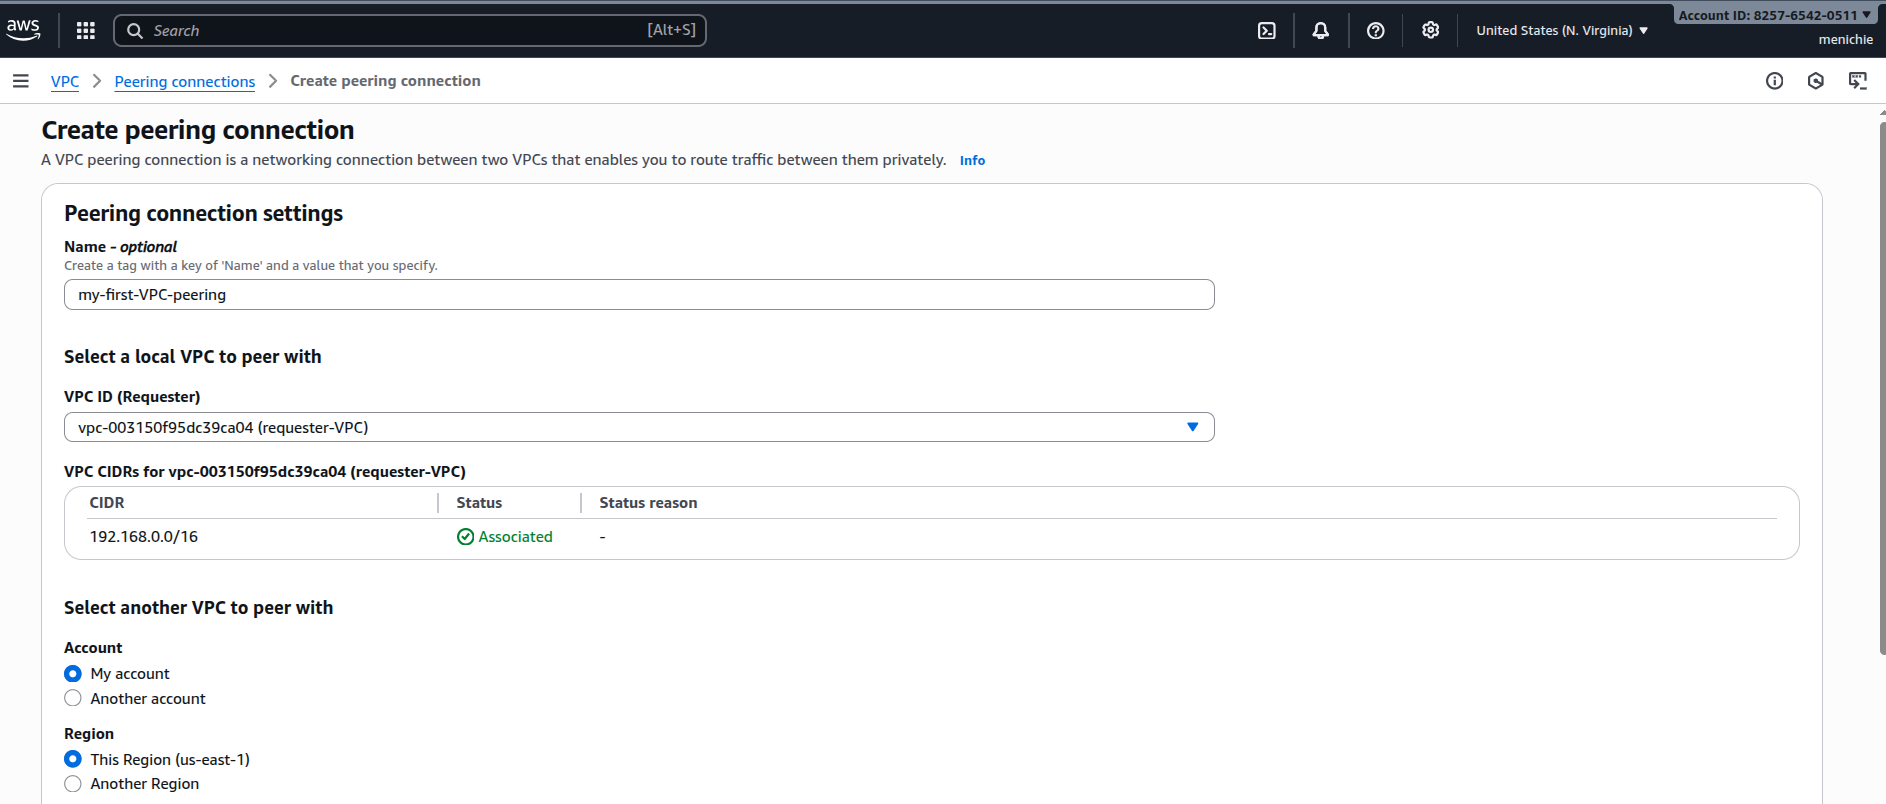 aws
Search [Alt+S]
United States (N. Virginia)
Account ID: 8257-6542-0511
menichie
VPC Peering connections Create peering connection
Create peering connection
A VPC peering connection is a networking connection between two VPCs that enables you to route traffic between them privately. Info
Peering connection settings
Name - optional
Create a tag with a key of 'Name' and a value that you specify.
my-first-VPC-peering
Select a local VPC to peer with
VPC ID (Requester)
vpc-003150f95dc39ca04 (requester-VPC)
VPC CIDRs for vpc-003150f95dc39ca04 (requester-VPC)
CIDR Status Status reason
192.168.0.0/16 Associated -
Select another VPC to peer with
Account
My account
Another account
Region
This Region (us-east-1)
Another Region